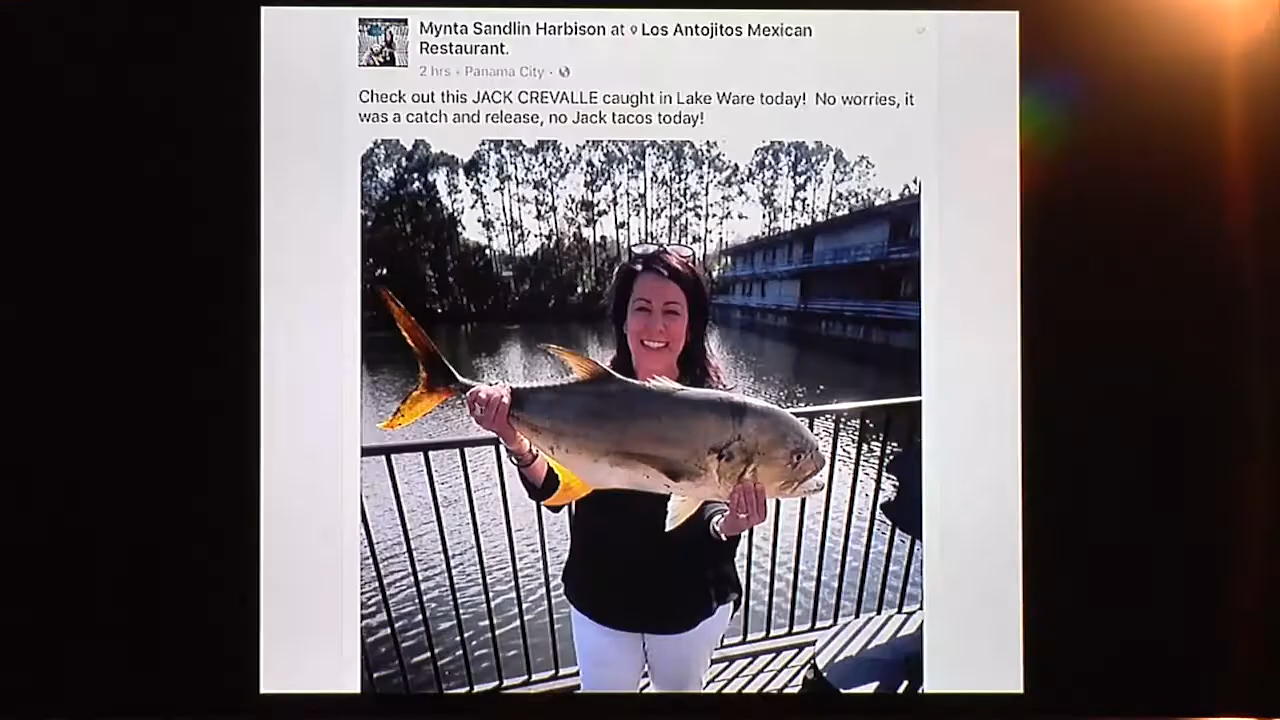 Mynta Sandlin Harbison at Los Antojitos Mexican
Restaurant.
2 hrs · Panama City ·
Check out this JACK CREVALLE caught in Lake Ware today! No worries, it
was a catch and release, no Jack tacos today!